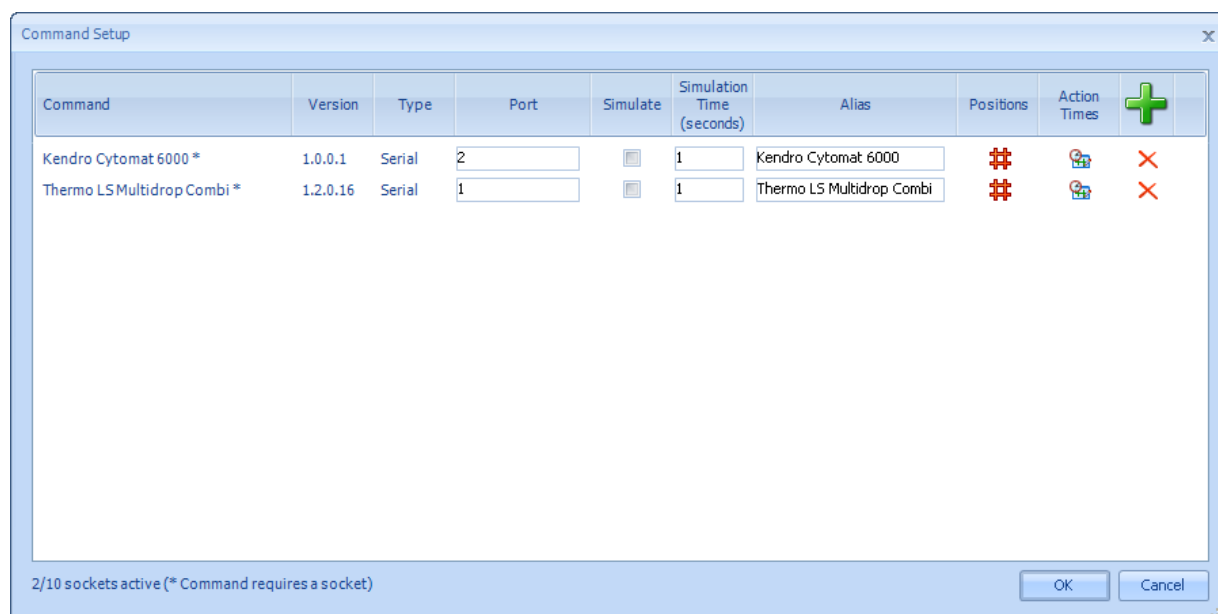 Command Setup
x
Command Version Type Port Simulate Simulation Time (seconds) Alias Positions Action Times
Kendro Cytomat 6000 * 1.0.0.1 Serial 2 1 Kendro Cytomat 6000
Thermo LS Multidrop Combi * 1.2.0.16 Serial 1 1 Thermo LS Multidrop Combi
2/10 sockets active (* Command requires a socket)
OK Cancel